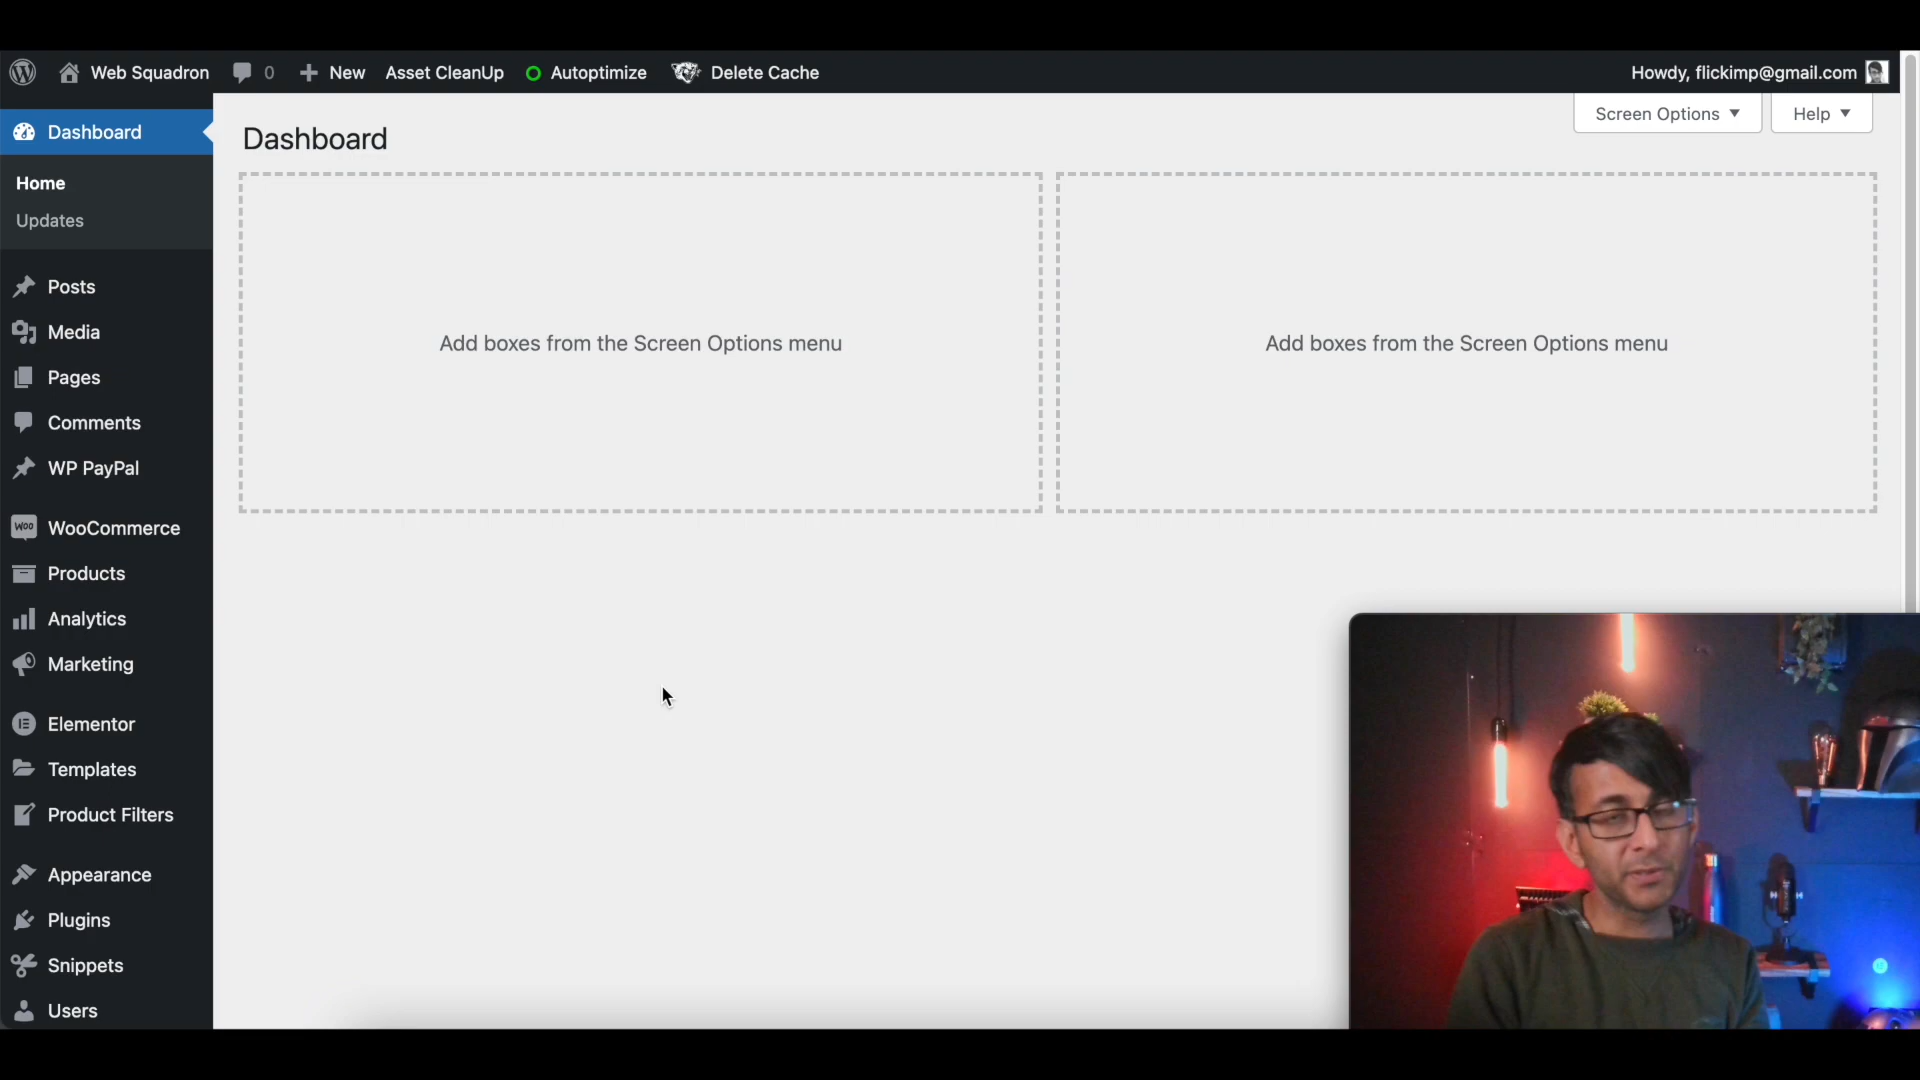 Web Squadron
0
New
Asset CleanUp
Autoptimize
Delete Cache
Howdy, flickimp@gmail.com
Screen Options
Help
Dashboard
Home
Updates
Posts
Media
Pages
Comments
WP PayPal
Woo
WooCommerce
Products
Analytics
Marketing
Elementor
Templates
Product Filters
Appearance
Plugins
Snippets
Users
Dashboard
Add boxes from the Screen Options menu
Add boxes from the Screen Options menu